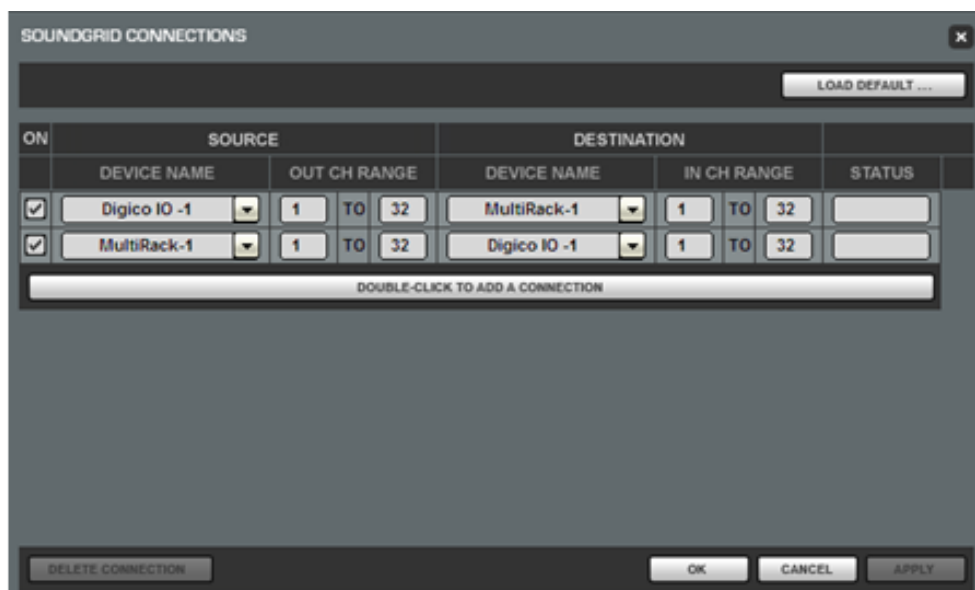 SOUNDGRID CONNECTIONS
LOAD DEFAULT ...
ON SOURCE DESTINATION
DEVICE NAME OUT CH RANGE DEVICE NAME IN CH RANGE STATUS
Digico IO -1 1 TO 32 MultiRack-1 1 TO 32
MultiRack-1 1 TO 32 Digico IO -1 1 TO 32
DOUBLE-CLICK TO ADD A CONNECTION
DELETE CONNECTION OK CANCEL APPLY